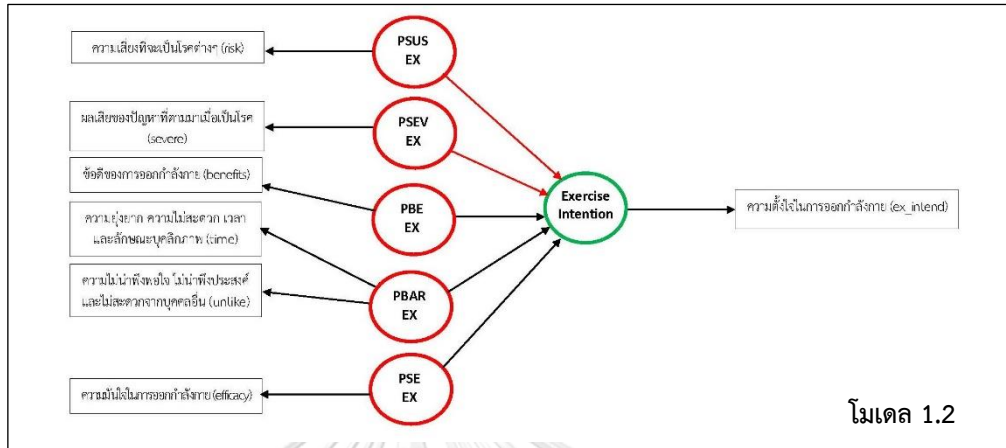 ความเสี่ยงที่จะเป็นโรคต่างๆ (risk)
PSUS
EX
ผลเสียของปัญหาที่ตามมาเมื่อเป็นโรค
(severe)
PSEV
EX
ข้อดีของการออกกำลังกาย (benefits)
PBE
EX
ความยุ่งยาก ความไม่สะดวก เวลา
และลักษณะบุคลิกภาพ (time)
ความไม่น่าพึงพอใจ ไม่น่าพึงประสงค์
และไม่สะดวกจากบุคคลอื่น (unlike)
PBAR
EX
ความมั่นใจในการออกกำลังกาย (efficacy)
PSE
EX
Exercise
Intention
ความตั้งใจในการออกกำลังกาย (ex_intend)
โมเดล 1.2